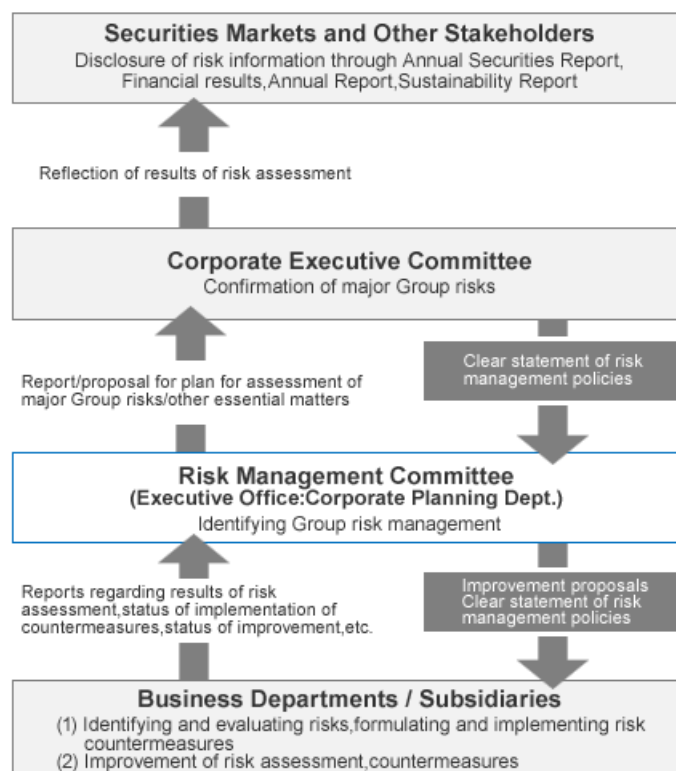 Securities Markets and Other Stakeholders
Disclosure of risk information through Annual Securities Report,
Financial results,Annual Report,Sustainability Report
Reflection of results of risk assessment
Corporate Executive Committee
Confirmation of major Group risks
Report/proposal for plan for assessment of
major Group risks/other essential matters
Clear statement of risk
management policies
Risk Management Committee
(Executive Office:Corporate Planning Dept.)
Identifying Group risk management
Reports regarding results of risk
assessment,status of implementation of
countermeasures,status of improvement,etc.
Improvement proposals
Clear statement of risk
management policies
Business Departments / Subsidiaries
(1) Identifying and evaluating risks,formulating and implementing risk
countermeasures
(2) Improvement of risk assessment,countermeasures